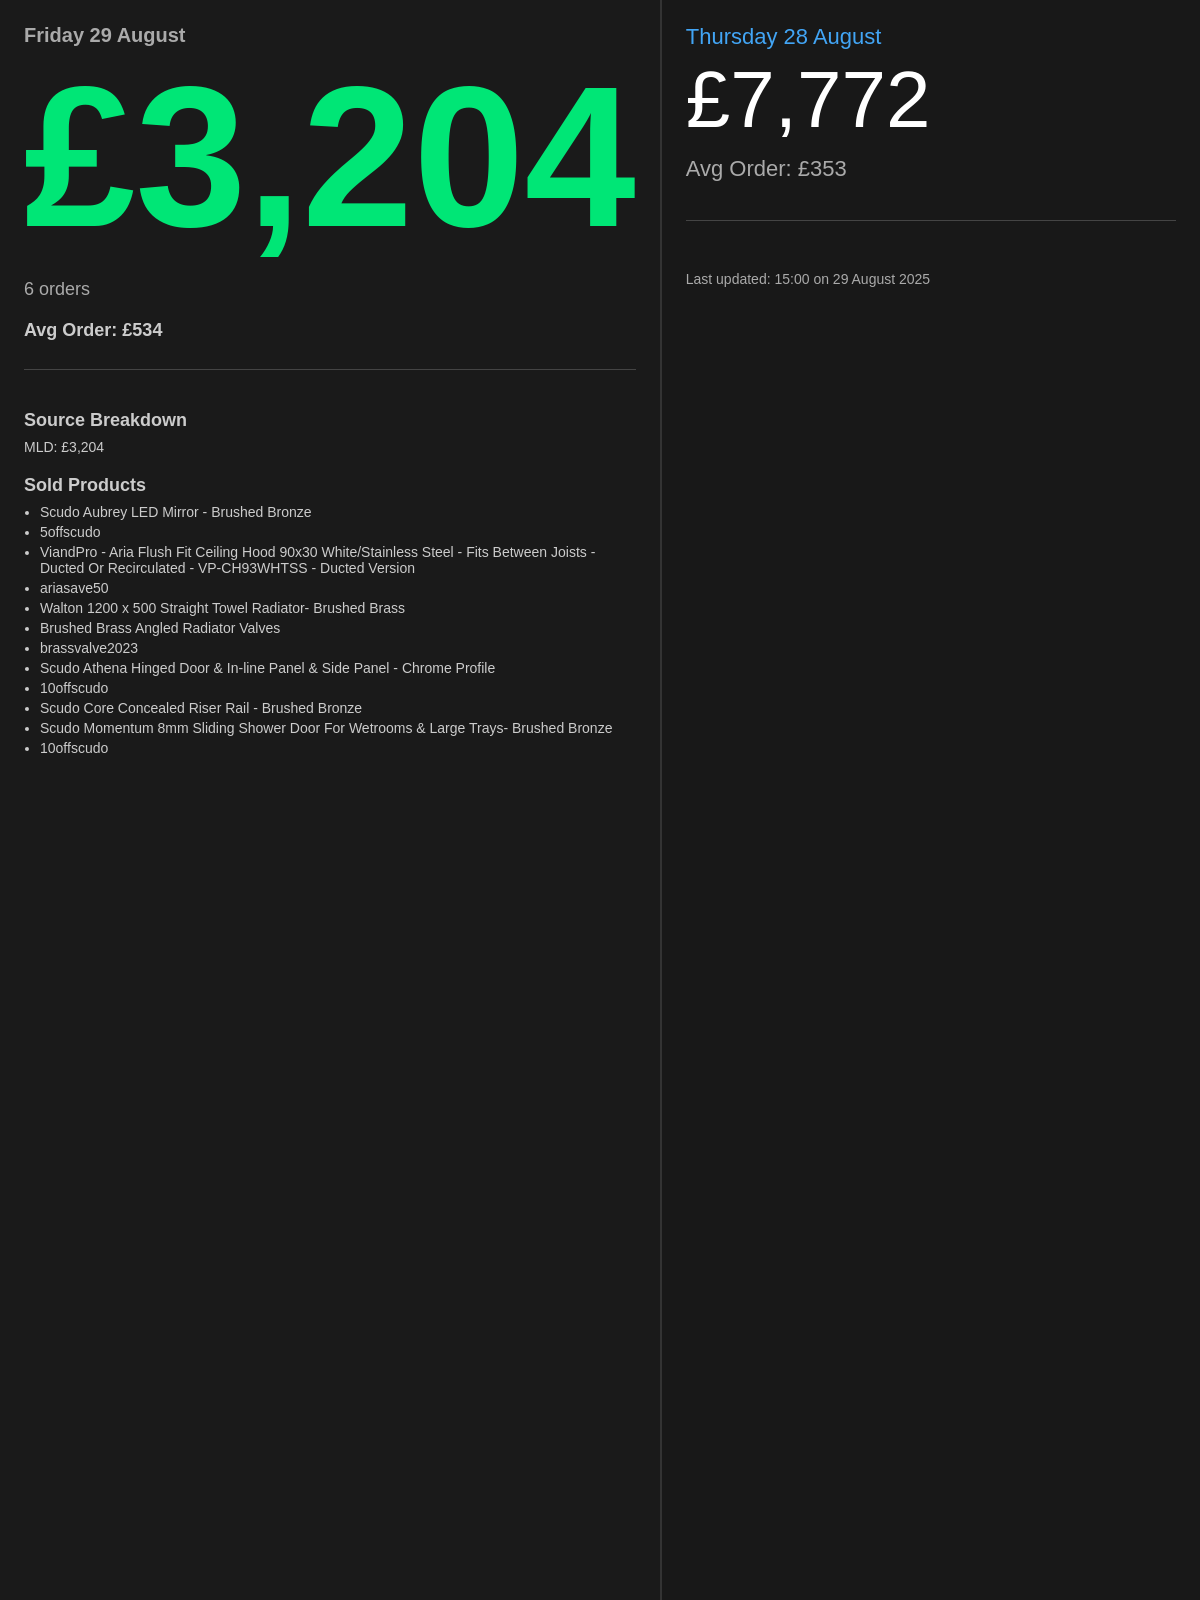 Friday 29 August
£3,204
6 orders
Avg Order: £534
Source Breakdown
MLD: £3,204
Sold Products
• Scudo Aubrey LED Mirror - Brushed Bronze
• 5offscudo
• ViandPro - Aria Flush Fit Ceiling Hood 90x30 White/Stainless Steel - Fits Between Joists -
Ducted Or Recirculated - VP-CH93WHTSS - Ducted Version
• ariasave50
• Walton 1200 x 500 Straight Towel Radiator- Brushed Brass
• Brushed Brass Angled Radiator Valves
• brassvalve2023
• Scudo Athena Hinged Door & In-line Panel & Side Panel - Chrome Profile
• 10offscudo
• Scudo Core Concealed Riser Rail - Brushed Bronze
• Scudo Momentum 8mm Sliding Shower Door For Wetrooms & Large Trays- Brushed Bronze
• 10offscudo
Thursday 28 August
£7,772
Avg Order: £353
Last updated: 15:00 on 29 August 2025